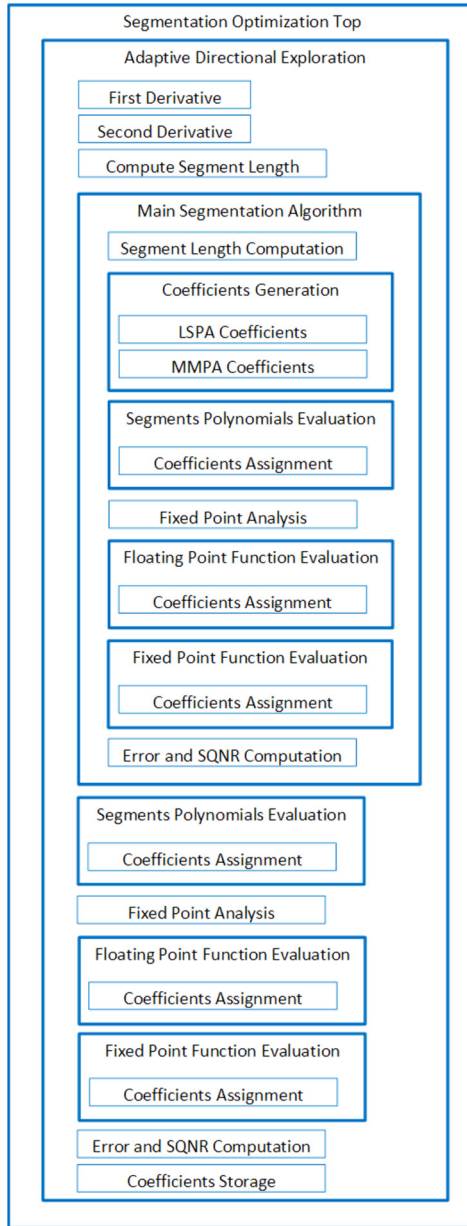 Segmentation Optimization Top
Adaptive Directional Exploration
First Derivative
Second Derivative
Compute Segment Length
Main Segmentation Algorithm
Segment Length Computation
Coefficients Generation
LSPA Coefficients
MMPA Coefficients
Segments Polynomials Evaluation
Coefficients Assignment
Fixed Point Analysis
Floating Point Function Evaluation
Coefficients Assignment
Fixed Point Function Evaluation
Coefficients Assignment
Error and SQNR Computation
Segments Polynomials Evaluation
Coefficients Assignment
Fixed Point Analysis
Floating Point Function Evaluation
Coefficients Assignment
Fixed Point Function Evaluation
Coefficients Assignment
Error and SQNR Computation
Coefficients Storage